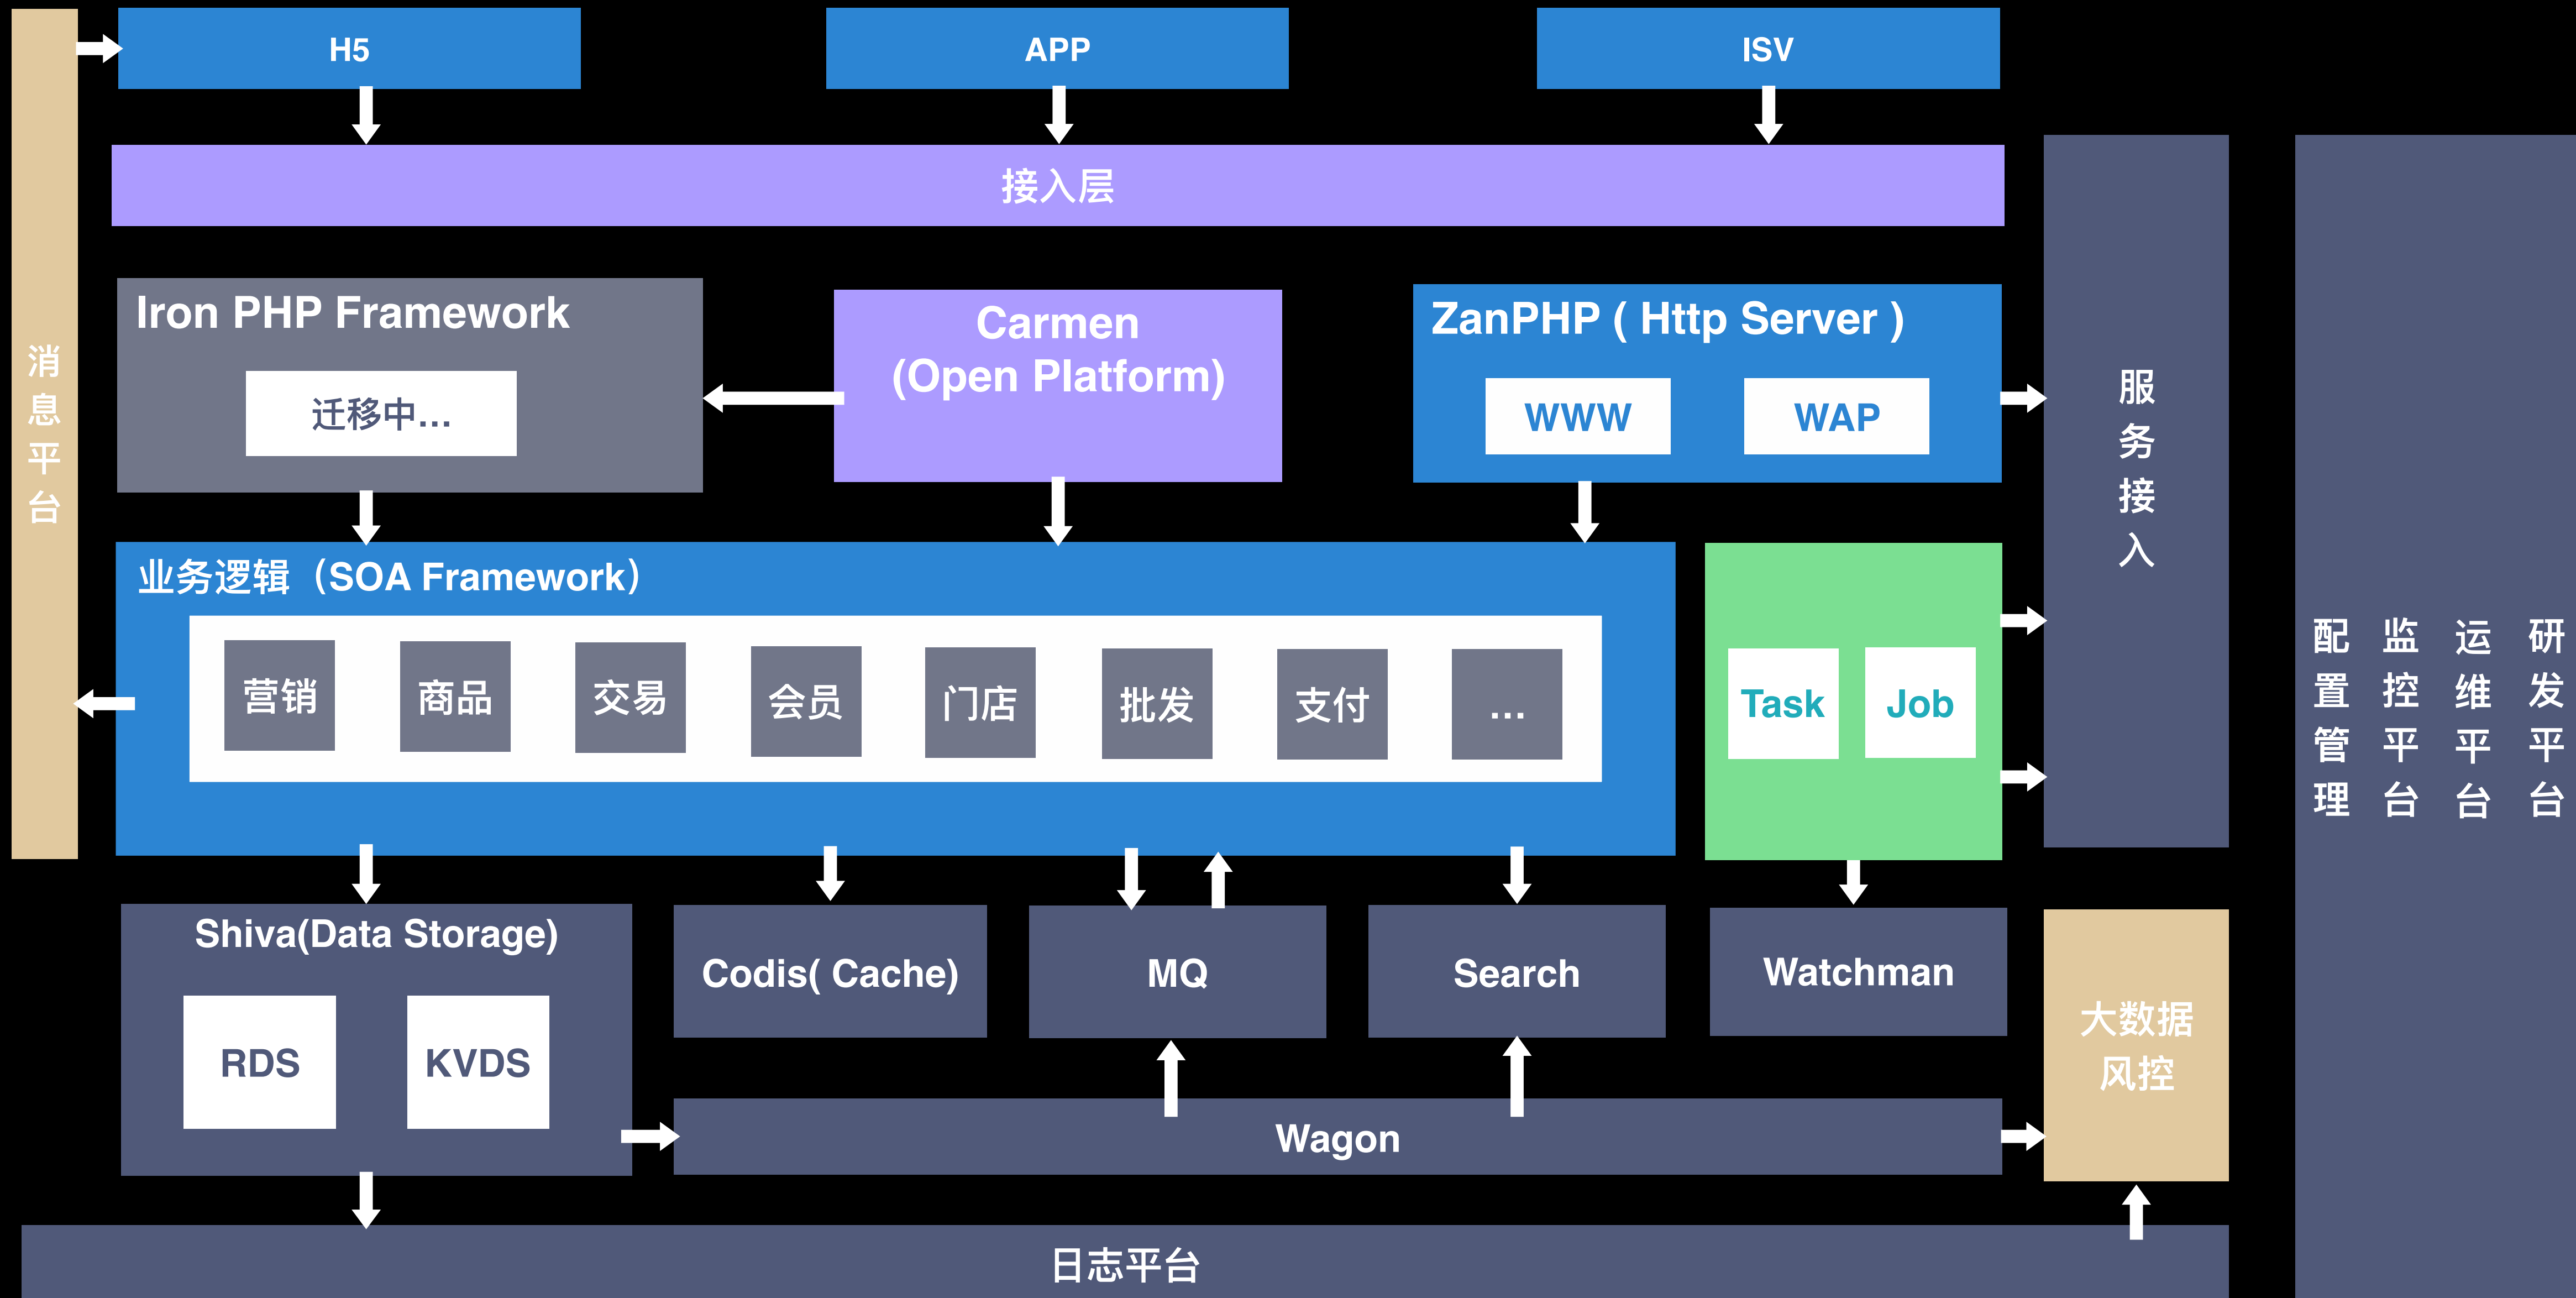 H5
APP
ISV
接入层
消息平台
Iron PHP Framework
迁移中...
Carmen
(Open Platform)
ZanPHP ( Http Server )
WWW
WAP
服务接入
业务逻辑（SOA Framework）
营销
商品
交易
会员
门店
批发
支付
...
Task
Job
配置管理
监控平台
运维平台
研发平台
Shiva(Data Storage)
RDS
KVDS
Codis( Cache)
MQ
Search
Watchman
大数据
风控
Wagon
日志平台